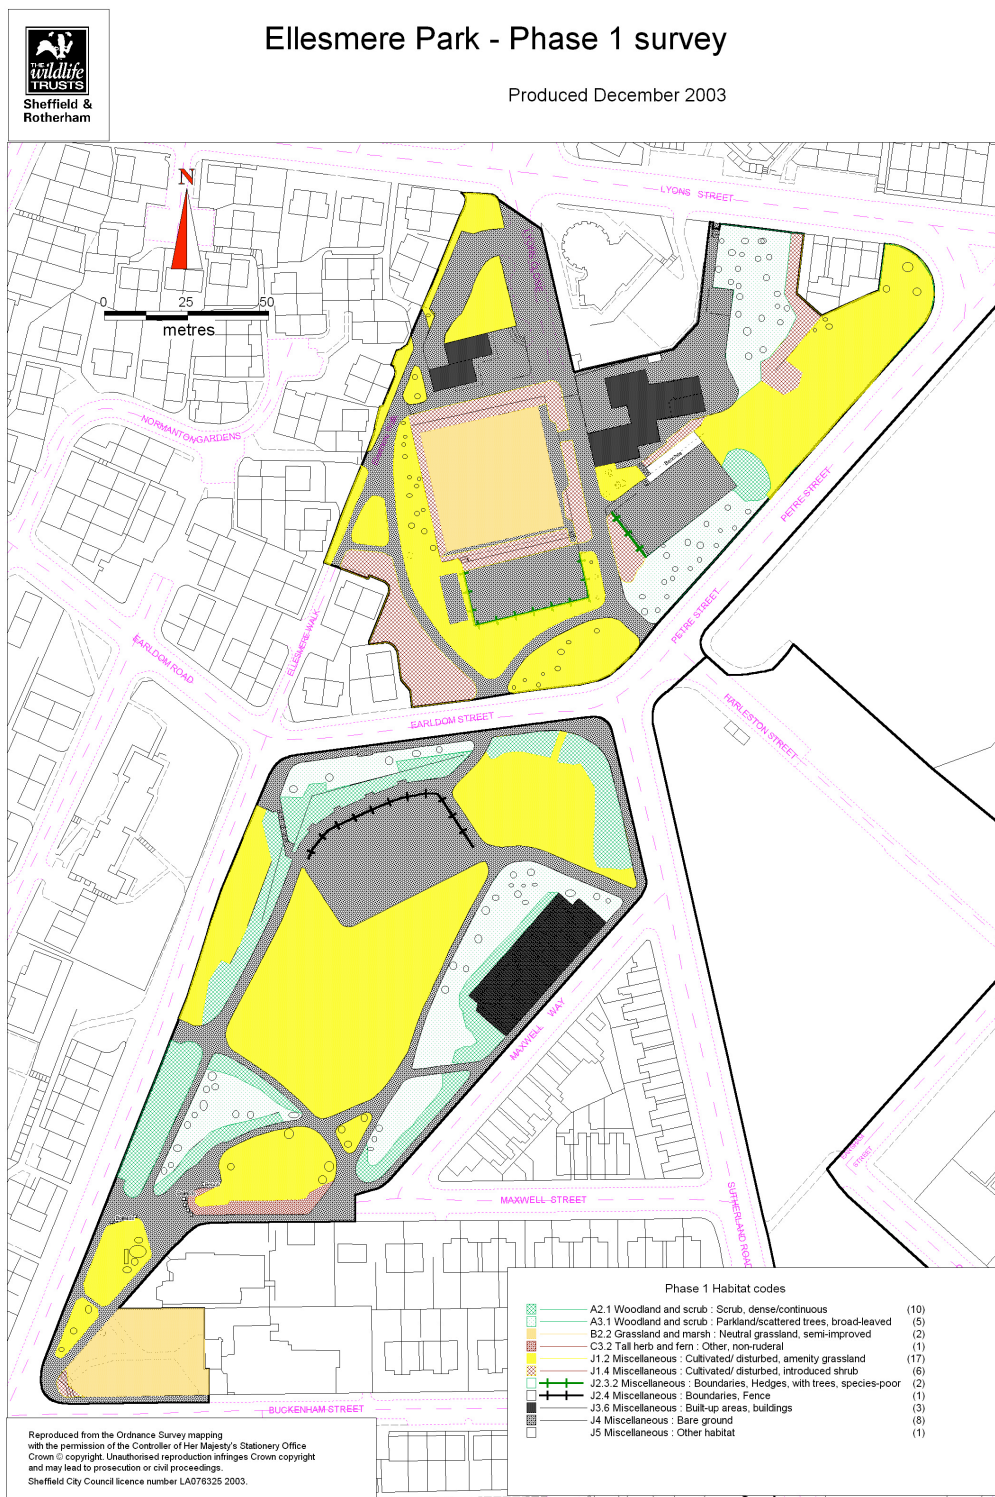 Ellesmere Park - Phase 1 survey
Produced December 2003
THE
wildlife
TRUSTS
Sheffield &
Rotherham
N
0 25 50
metres
LYONS STREET
NORMANTON GARDENS
PETRE STREET
PETRE STREET
ELLESMERE WALK
EARLDOM ROAD
EARLDOM STREET
HARLESTON STREET
MAXWELL WAY
MAXWELL STREET
SUTHERLAND ROAD
STREET
BUCKENHAM STREET
Phase 1 Habitat codes
A2.1 Woodland and scrub : Scrub, dense/continuous (10)
A3.1 Woodland and scrub : Parkland/scattered trees, broad-leaved (5)
B2.2 Grassland and marsh : Neutral grassland, semi-improved (2)
C3.2 Tall herb and fern : Other, non-ruderal (1)
J1.2 Miscellaneous : Cultivated/ disturbed, amenity grassland (17)
J1.4 Miscellaneous : Cultivated/ disturbed, introduced shrub (6)
J2.3.2 Miscellaneous : Boundaries, Hedges, with trees, species-poor (2)
J2.4 Miscellaneous : Boundaries, Fence (1)
J3.6 Miscellaneous : Built-up areas, buildings (3)
J4 Miscellaneous : Bare ground (8)
J5 Miscellaneous : Other habitat (1)
Reproduced from the Ordnance Survey mapping
with the permission of the Controller of Her Majesty's Stationery Office
Crown © copyright. Unauthorised reproduction infringes Crown copyright
and may lead to prosecution or civil proceedings.
Sheffield City Council licence number LA076325 2003.